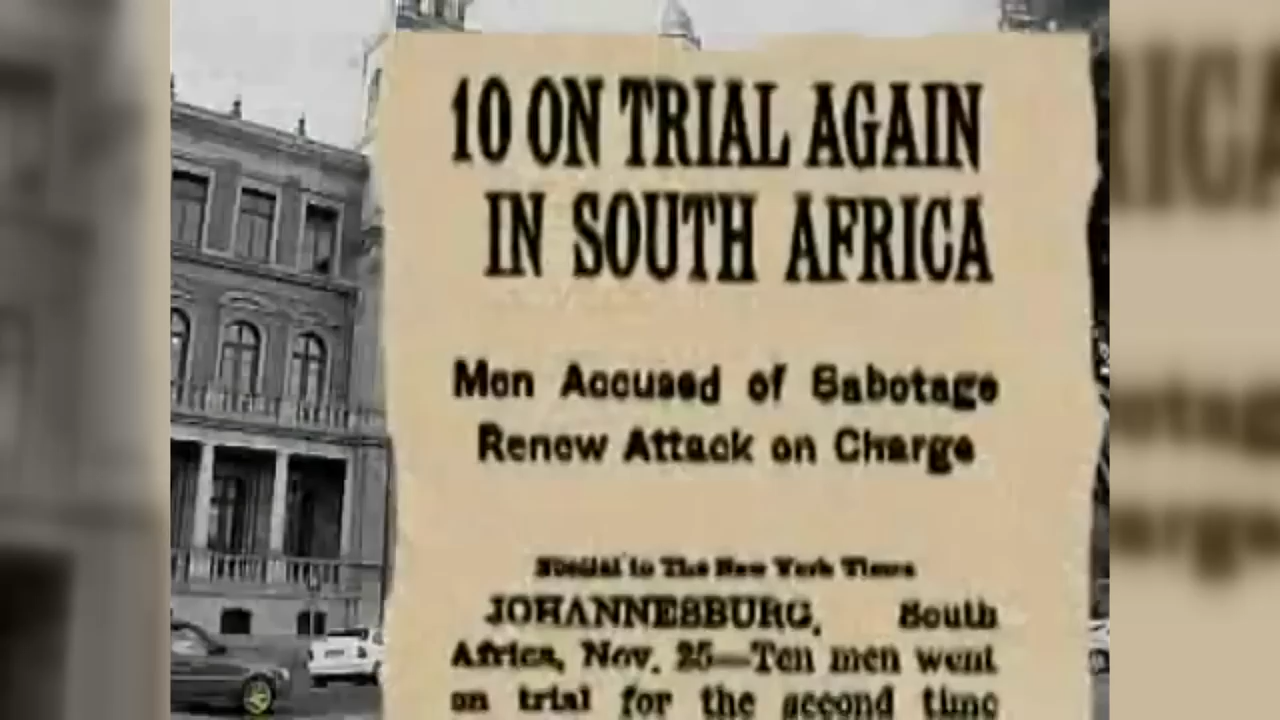 10 ON TRIAL AGAIN
IN SOUTH AFRICA
Men Accused of Sabotage
Renew Attack on Charge
Special to The New York Times
JOHANNESBURG, South
Africa, Nov. 25—Ten men went
on trial for the second time